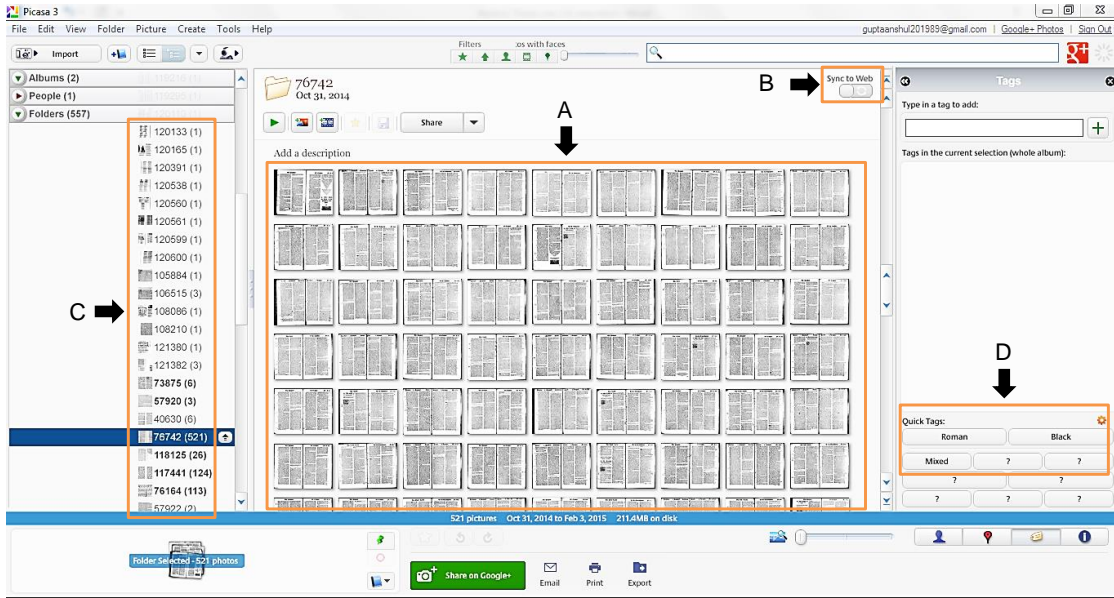 Picasa 3
File Edit View Folder Picture Create Tools Help
guptaanshul201989@gmail.com | Google+ Photos | Sign Out
Import
Filters
os with faces
Albums (2)
People (1)
Folders (557)
120133 (1)
120165 (1)
120391 (1)
120538 (1)
120560 (1)
120561 (1)
120599 (1)
120600 (1)
105884 (1)
106515 (3)
108086 (1)
108210 (1)
121380 (1)
121382 (3)
73875 (6)
57920 (3)
40630 (6)
76742 (521)
118125 (26)
117441 (124)
76164 (113)
57922 (2)
C
76742
Oct 31, 2014
B
Sync to Web
A
Share
Add a description
Tags
Type in a tag to add:
Tags in the current selection (whole album):
D
Quick Tags:
Roman Black
Mixed ? ?
? ?
? ? ?
521 pictures Oct 31, 2014 to Feb 3, 2015 211.4MB on disk
Folder Selected - 521 photos
Share on Google+
Email Print Export